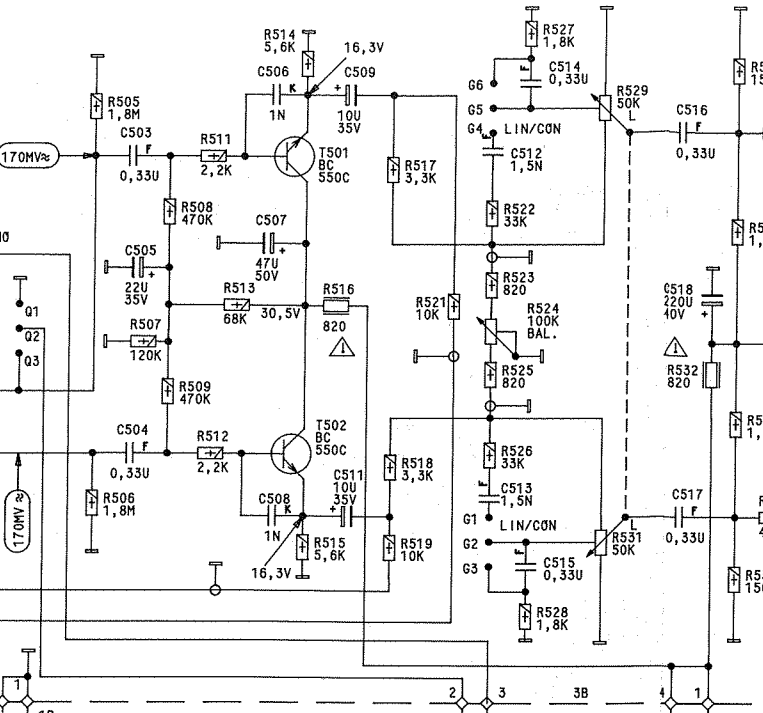 R514
5,6K
16,3V
R527
1,8K
C506
K
C509
+
1N
10U
35V
F
C514
0,33U
G6
G5
G4
F
LIN/CON
R529
50K
L
R505
1,8M
C503
F
0,33U
170MV≈
R511
2,2K
T501
BC
550C
R517
3,3K
C512
1,5N
C516
F
0,33U
R508
470K
C507
+
47U
50V
R522
33K
C505
+
22U
35V
R513
68K
30,5V
R516
820
R521
10K
R523
820
R524
100K
BAL.
R525
820
C518
220U
40V
+
Q1
Q2
Q3
R507
120K
R532
820
R509
470K
C504
F
0,33U
R512
2,2K
T502
BC
550C
C511
10U
35V
+
R518
3,3K
R526
33K
F
C513
1,5N
G1
G2
G3
LIN/CON
R506
1,8M
170MV≈
C508
K
1N
R515
5,6K
16,3V
R519
10K
F
C515
0,33U
R531
50K
L
C517
F
0,33U
R528
1,8K
1
2
3
3B
4
1